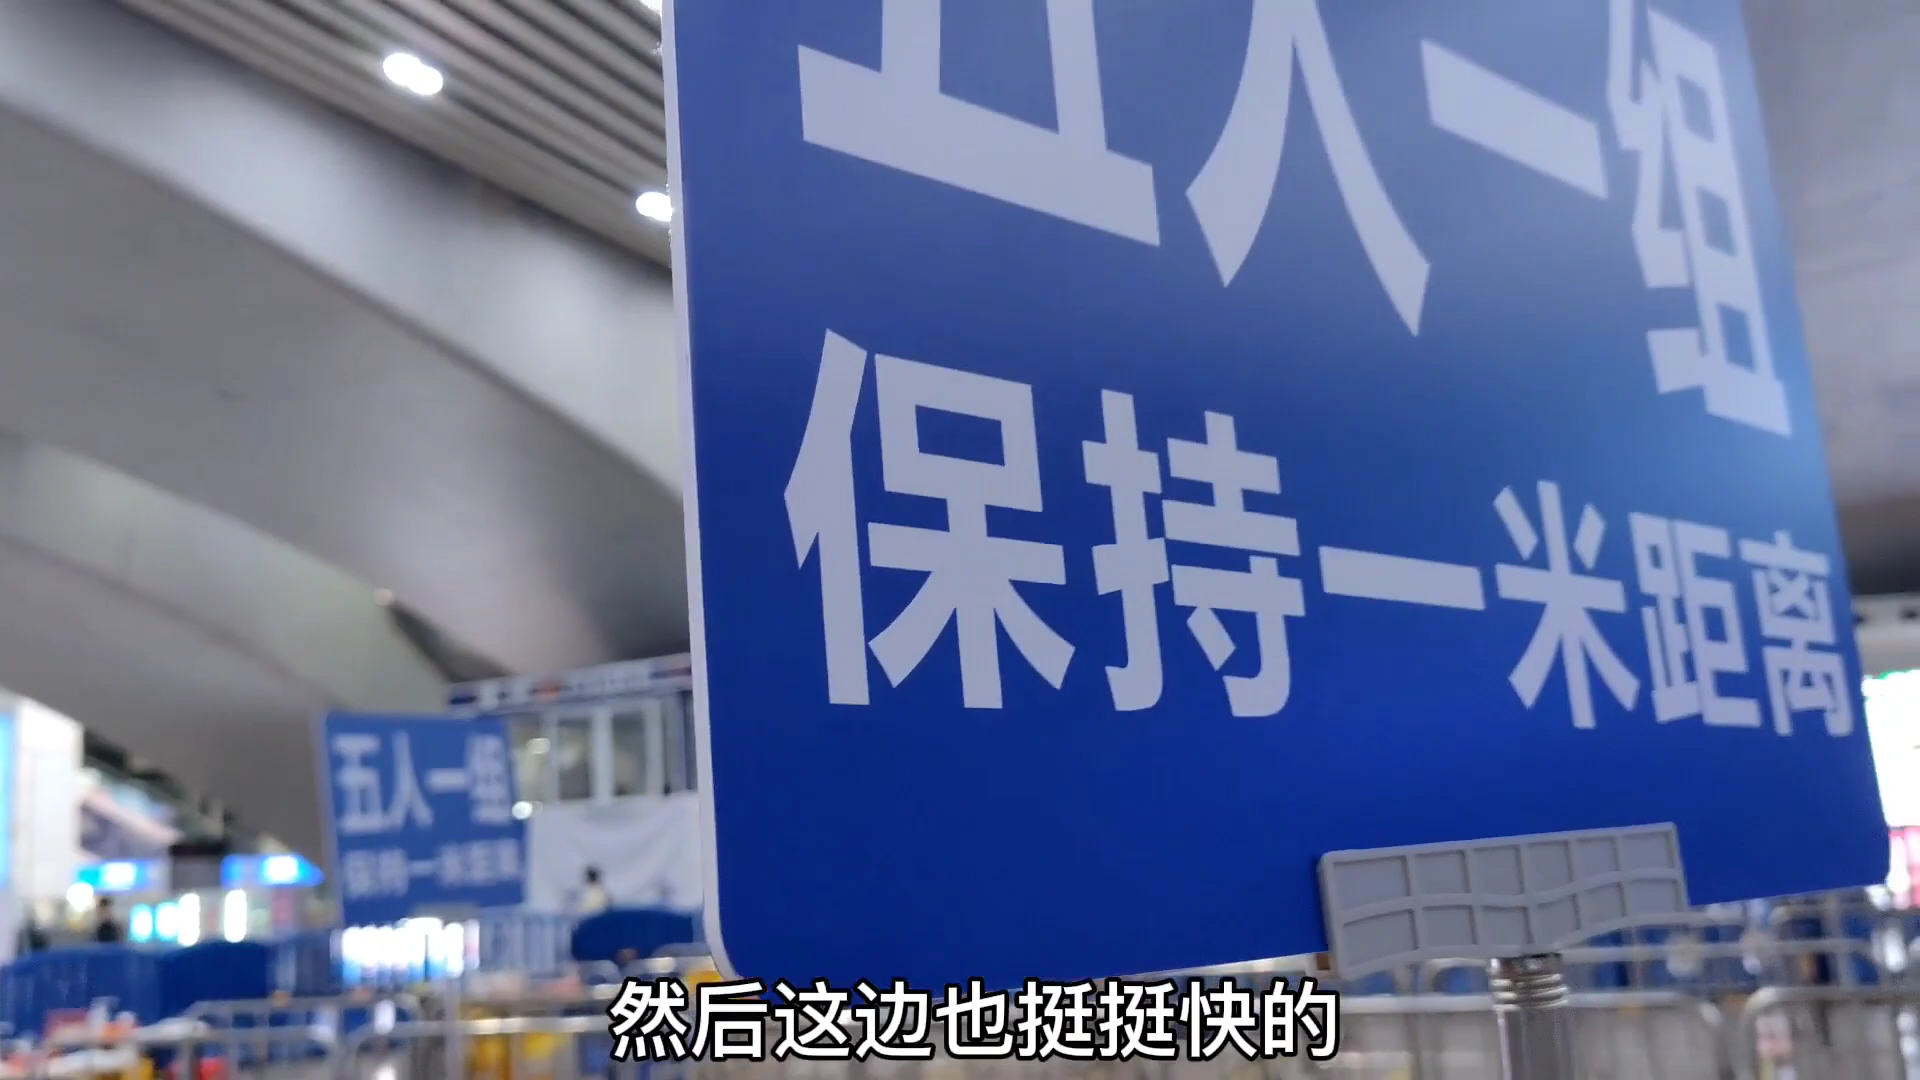 五人一组
保持一米距离
五人一组
保持一米距离
然后这边也挺挺快的